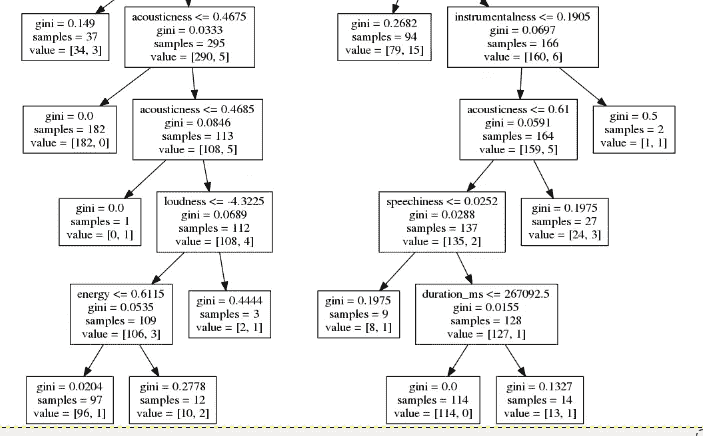 gini = 0.149
samples = 37
value = [34, 3]
acousticness <= 0.4675
gini = 0.0333
samples = 295
value = [290, 5]
gini = 0.2682
samples = 94
value = [79, 15]
instrumentalness <= 0.1905
gini = 0.0697
samples = 166
value = [160, 6]
gini = 0.0
samples = 182
value = [182, 0]
acousticness <= 0.4685
gini = 0.0846
samples = 113
value = [108, 5]
acousticness <= 0.61
gini = 0.0591
samples = 164
value = [159, 5]
gini = 0.5
samples = 2
value = [1, 1]
gini = 0.0
samples = 1
value = [0, 1]
loudness <= -4.3225
gini = 0.0689
samples = 112
value = [108, 4]
speechiness <= 0.0252
gini = 0.0288
samples = 137
value = [135, 2]
gini = 0.1975
samples = 27
value = [24, 3]
energy <= 0.6115
gini = 0.0535
samples = 109
value = [106, 3]
gini = 0.4444
samples = 3
value = [2, 1]
gini = 0.1975
samples = 9
value = [8, 1]
duration_ms <= 267092.5
gini = 0.0155
samples = 128
value = [127, 1]
gini = 0.0204
samples = 97
value = [96, 1]
gini = 0.2778
samples = 12
value = [10, 2]
gini = 0.0
samples = 114
value = [114, 0]
gini = 0.1327
samples = 14
value = [13, 1]